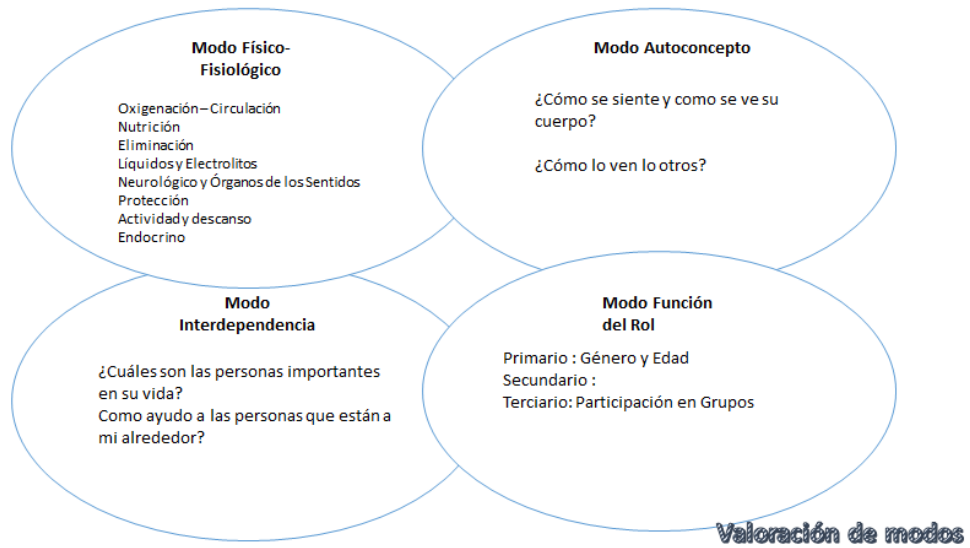 Modo Físico-
Fisiológico
Oxigenación – Circulación
Nutrición
Eliminación
Líquidos y Electrolitos
Neurológico y Órganos de los Sentidos
Protección
Actividad y descanso
Endocrino
Modo Autoconcepto
¿Cómo se siente y como se ve su
cuerpo?
¿Cómo lo ven lo otros?
Modo
Interdependencia
¿Cuáles son las personas importantes
en su vida?
Como ayudo a las personas que están a
mi alrededor?
Modo Función
del Rol
Primario : Género y Edad
Secundario :
Terciario: Participación en Grupos
Valoración de modos